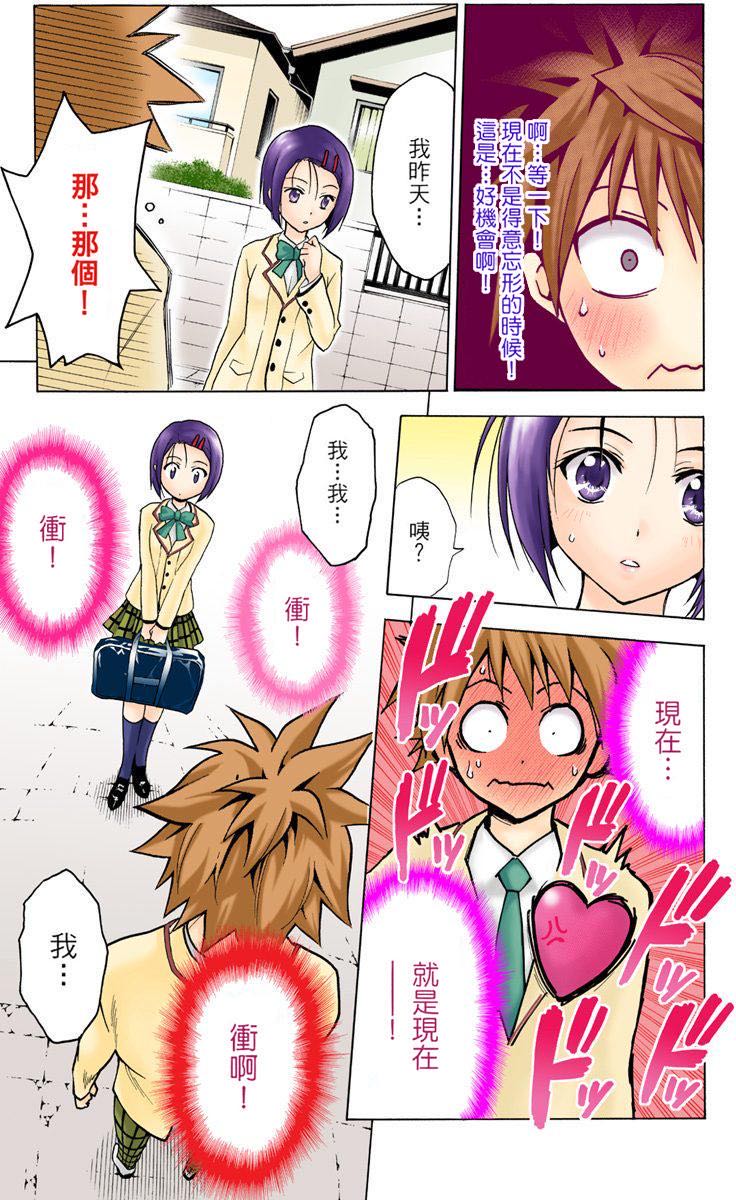 啊…等一下！
現在不是得意忘形的時候！
這是…好機會啊！
我昨天…
那…那個！
咦？
現在…
ドドッ
ドッ
ドッ
ドッ
ドッ
ドッ
就是現在
——！
我…我…
衝！
衝！
衝啊！
我…